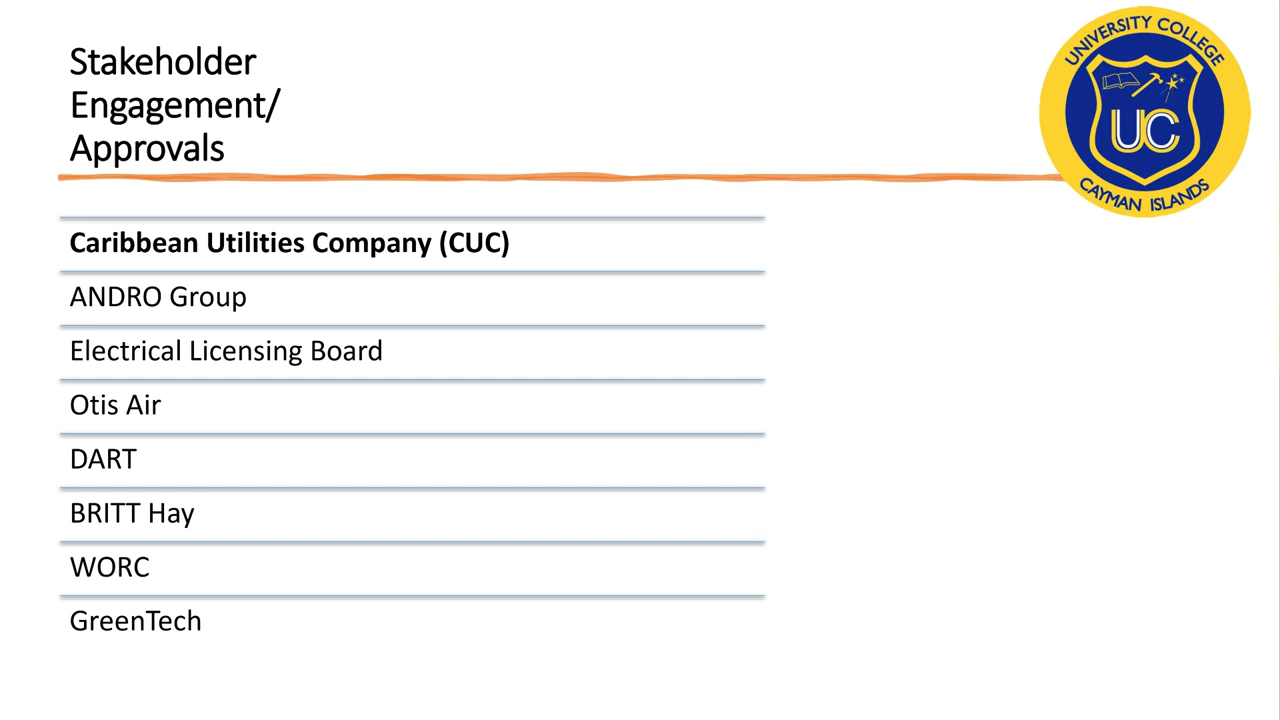 Stakeholder
Engagement/
Approvals
UNIVERSITY COLLEGE
UC
CAYMAN ISLANDS
Caribbean Utilities Company (CUC)
ANDRO Group
Electrical Licensing Board
Otis Air
DART
BRITT Hay
WORC
GreenTech